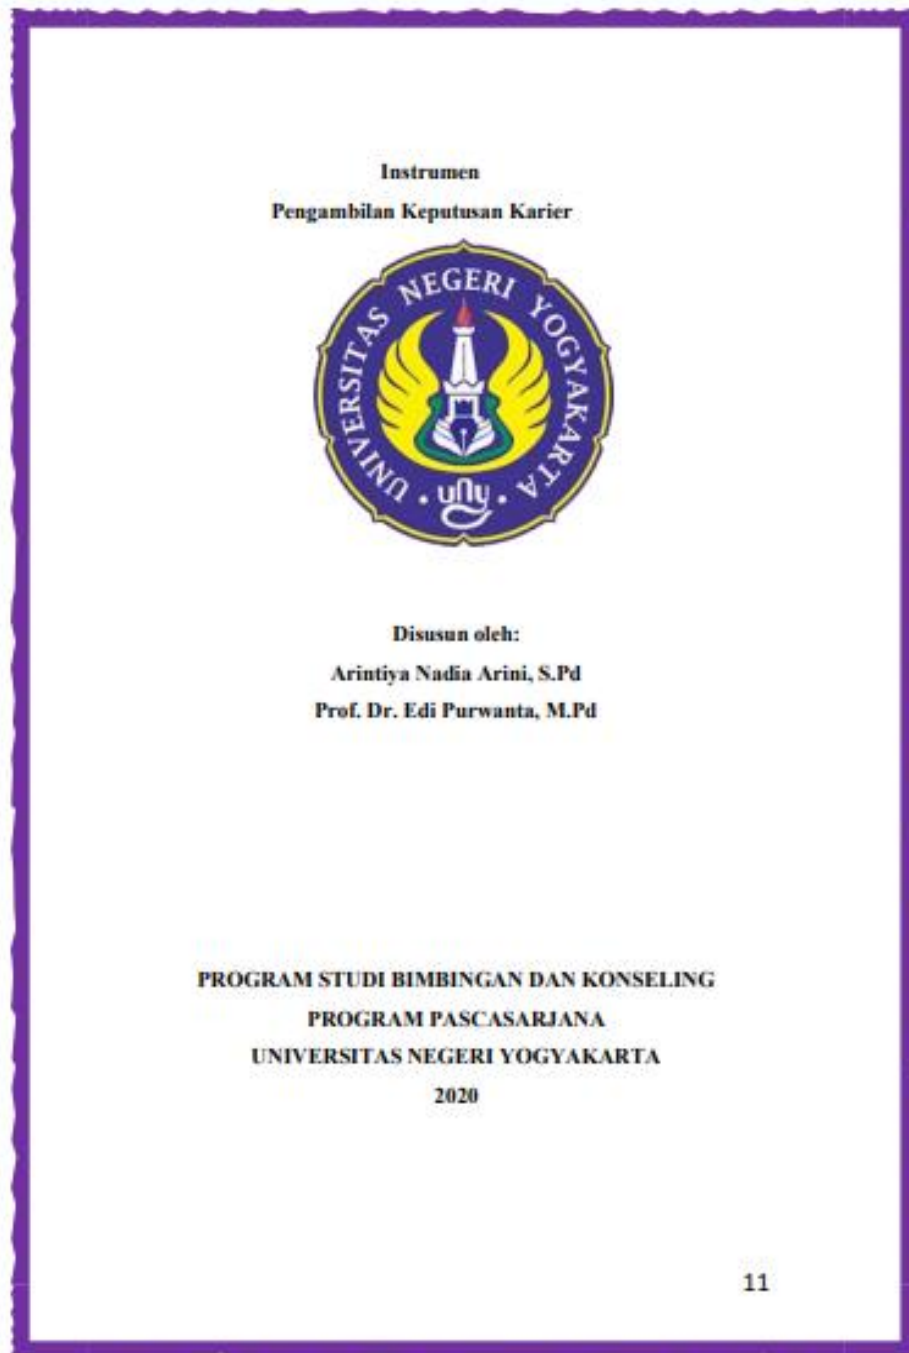 Instrumen
Pengambilan Keputusan Karier
UNIVERSITAS NEGERI YOGYAKARTA
uny
Disusun oleh:
Arintiya Nadia Arini, S.Pd
Prof. Dr. Edi Purwanta, M.Pd
PROGRAM STUDI BIMBINGAN DAN KONSELING
PROGRAM PASCASARJANA
UNIVERSITAS NEGERI YOGYAKARTA
2020
11